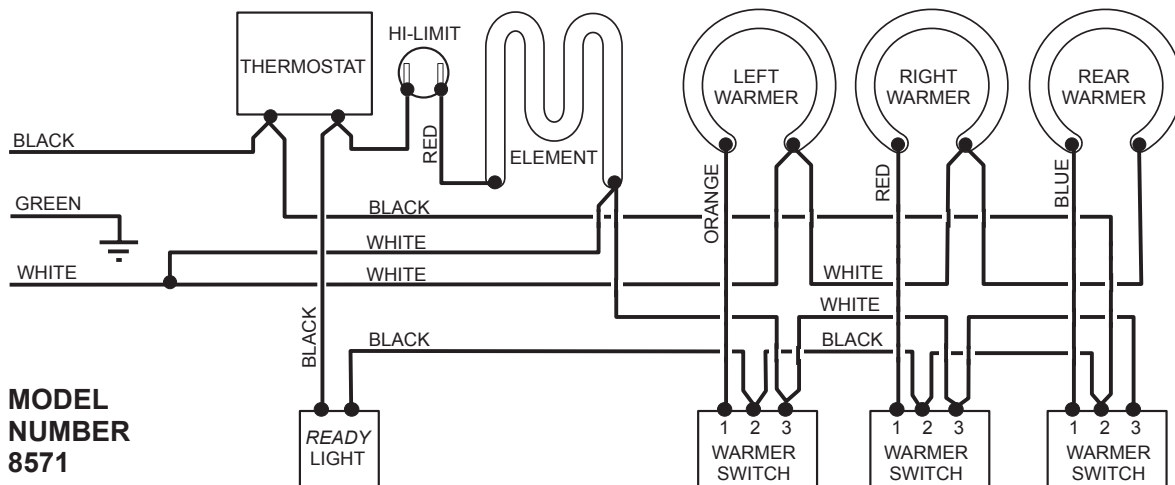 HI-LIMIT
THERMOSTAT
LEFT
WARMER
RIGHT
WARMER
REAR
WARMER
BLACK
RED
ELEMENT
ORANGE
RED
BLUE
GREEN
BLACK
WHITE
WHITE
WHITE
WHITE
WHITE
BLACK
BLACK
BLACK
MODEL
NUMBER
8571
READY
LIGHT
1 2 3
WARMER
SWITCH
1 2 3
WARMER
SWITCH
1 2 3
WARMER
SWITCH